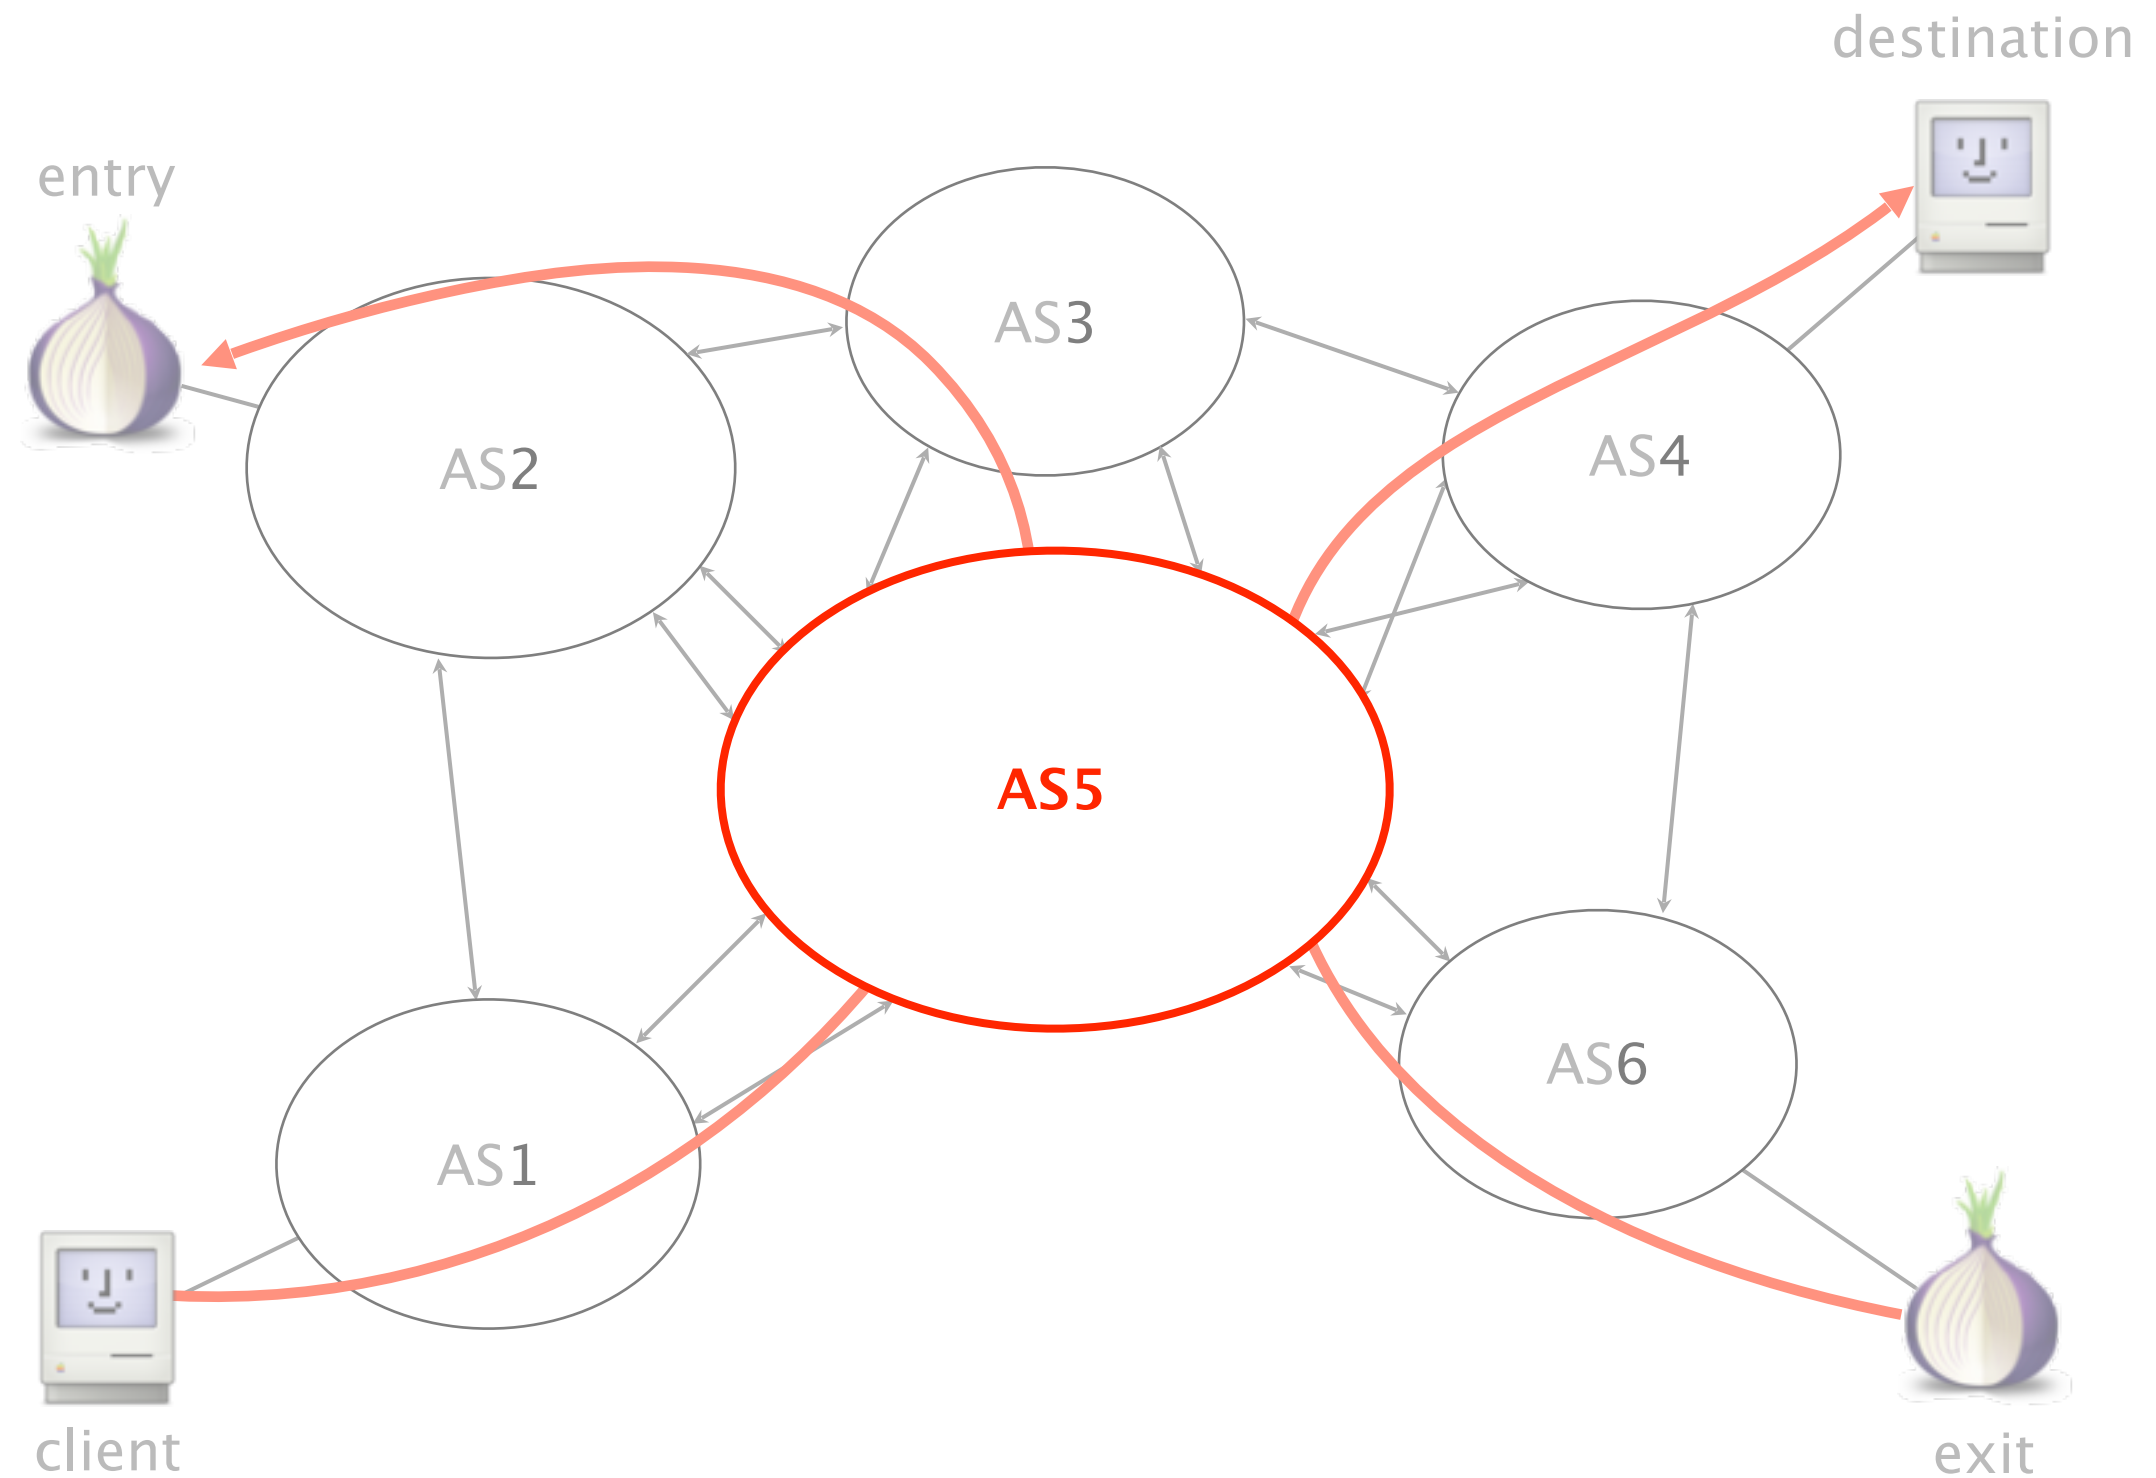 destination
entry
AS3
AS4
AS2
AS5
AS6
AS1
client
exit